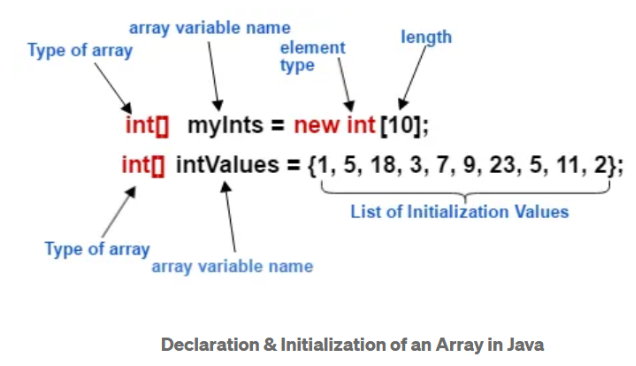 array variable name
Type of array
element
type
length
int[] myInts = new int [10];
int[] intValues = {1, 5, 18, 3, 7, 9, 23, 5, 11, 2};
List of Initialization Values
Type of array
array variable name
Declaration & Initialization of an Array in Java